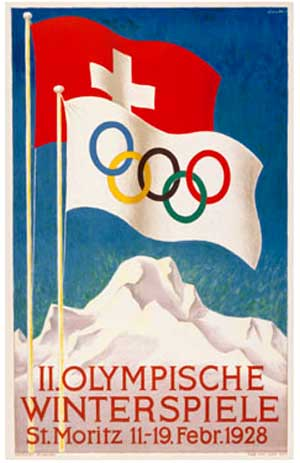 II. OLYMPISCHE
WINTERSPIELE
St. Moritz 11-19. Febr. 1928